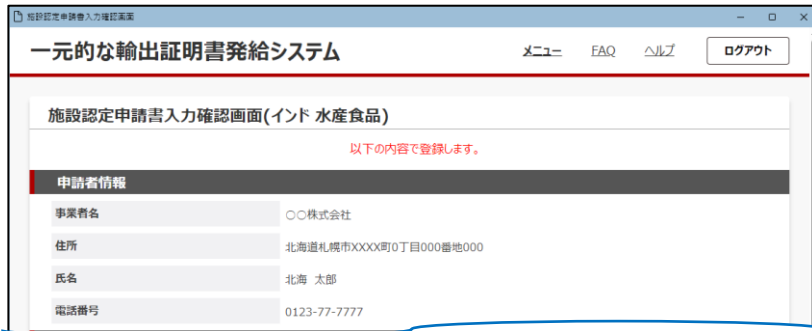 施設認定申請書入力確認画面
一元的な輸出証明書発給システム
メニュー FAQ ヘルプ ログアウト
施設認定申請書入力確認画面(インド 水産食品)
以下の内容で登録します。
申請者情報
事業者名 ○○株式会社
住所 北海道札幌市XXXX町0丁目000番地000
氏名 北海 太郎
電話番号 0123-77-7777